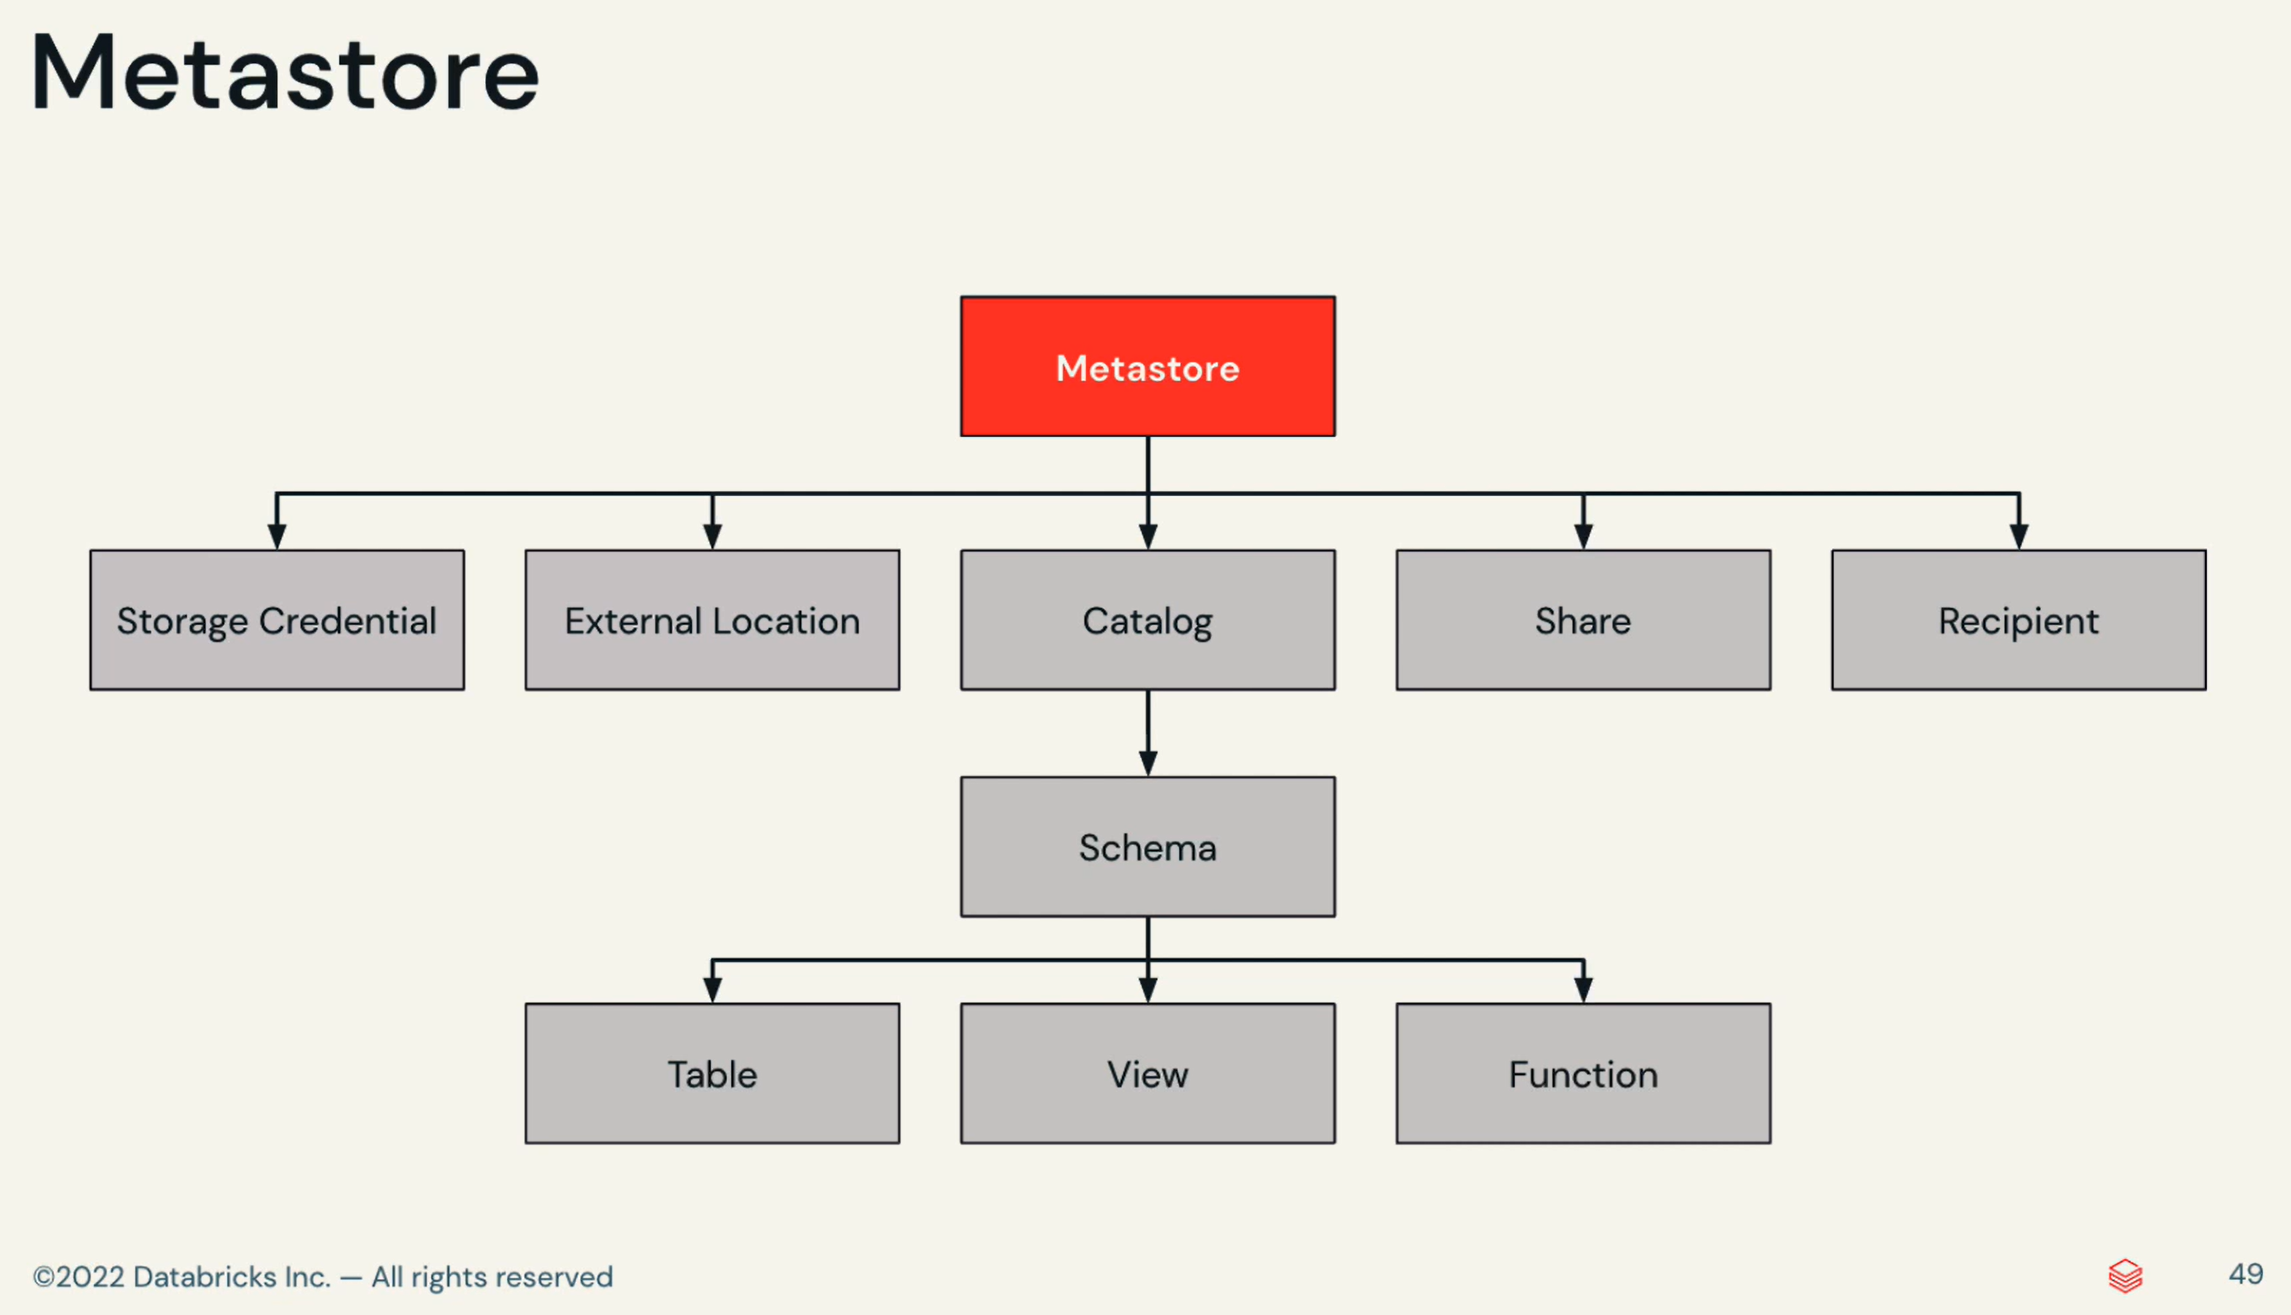 Metastore
Metastore
Storage Credential
External Location
Catalog
Share
Recipient
Schema
Table
View
Function
©2022 Databricks Inc. — All rights reserved
49